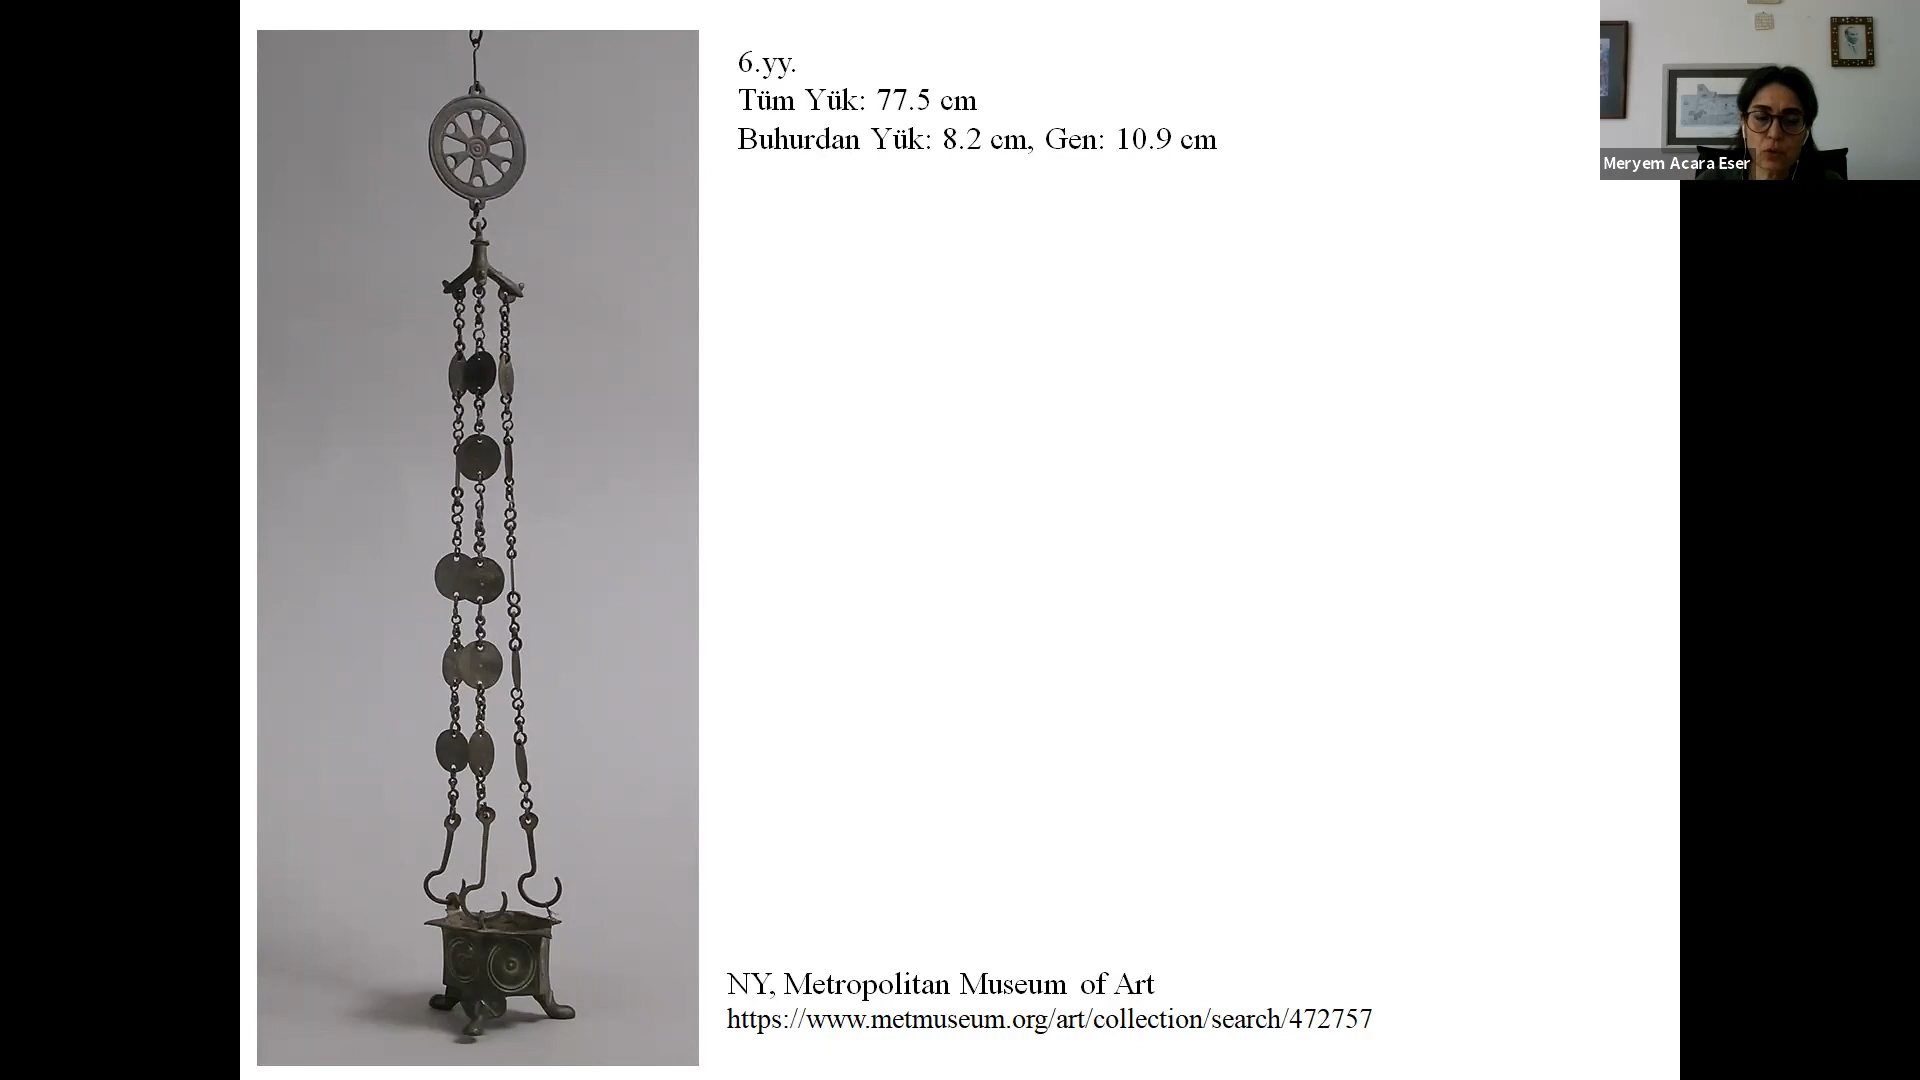 6.yy.
Tüm Yük: 77.5 cm
Buhurdan Yük: 8.2 cm, Gen: 10.9 cm
Meryem Acara Eser
NY, Metropolitan Museum of Art
https://www.metmuseum.org/art/collection/search/472757